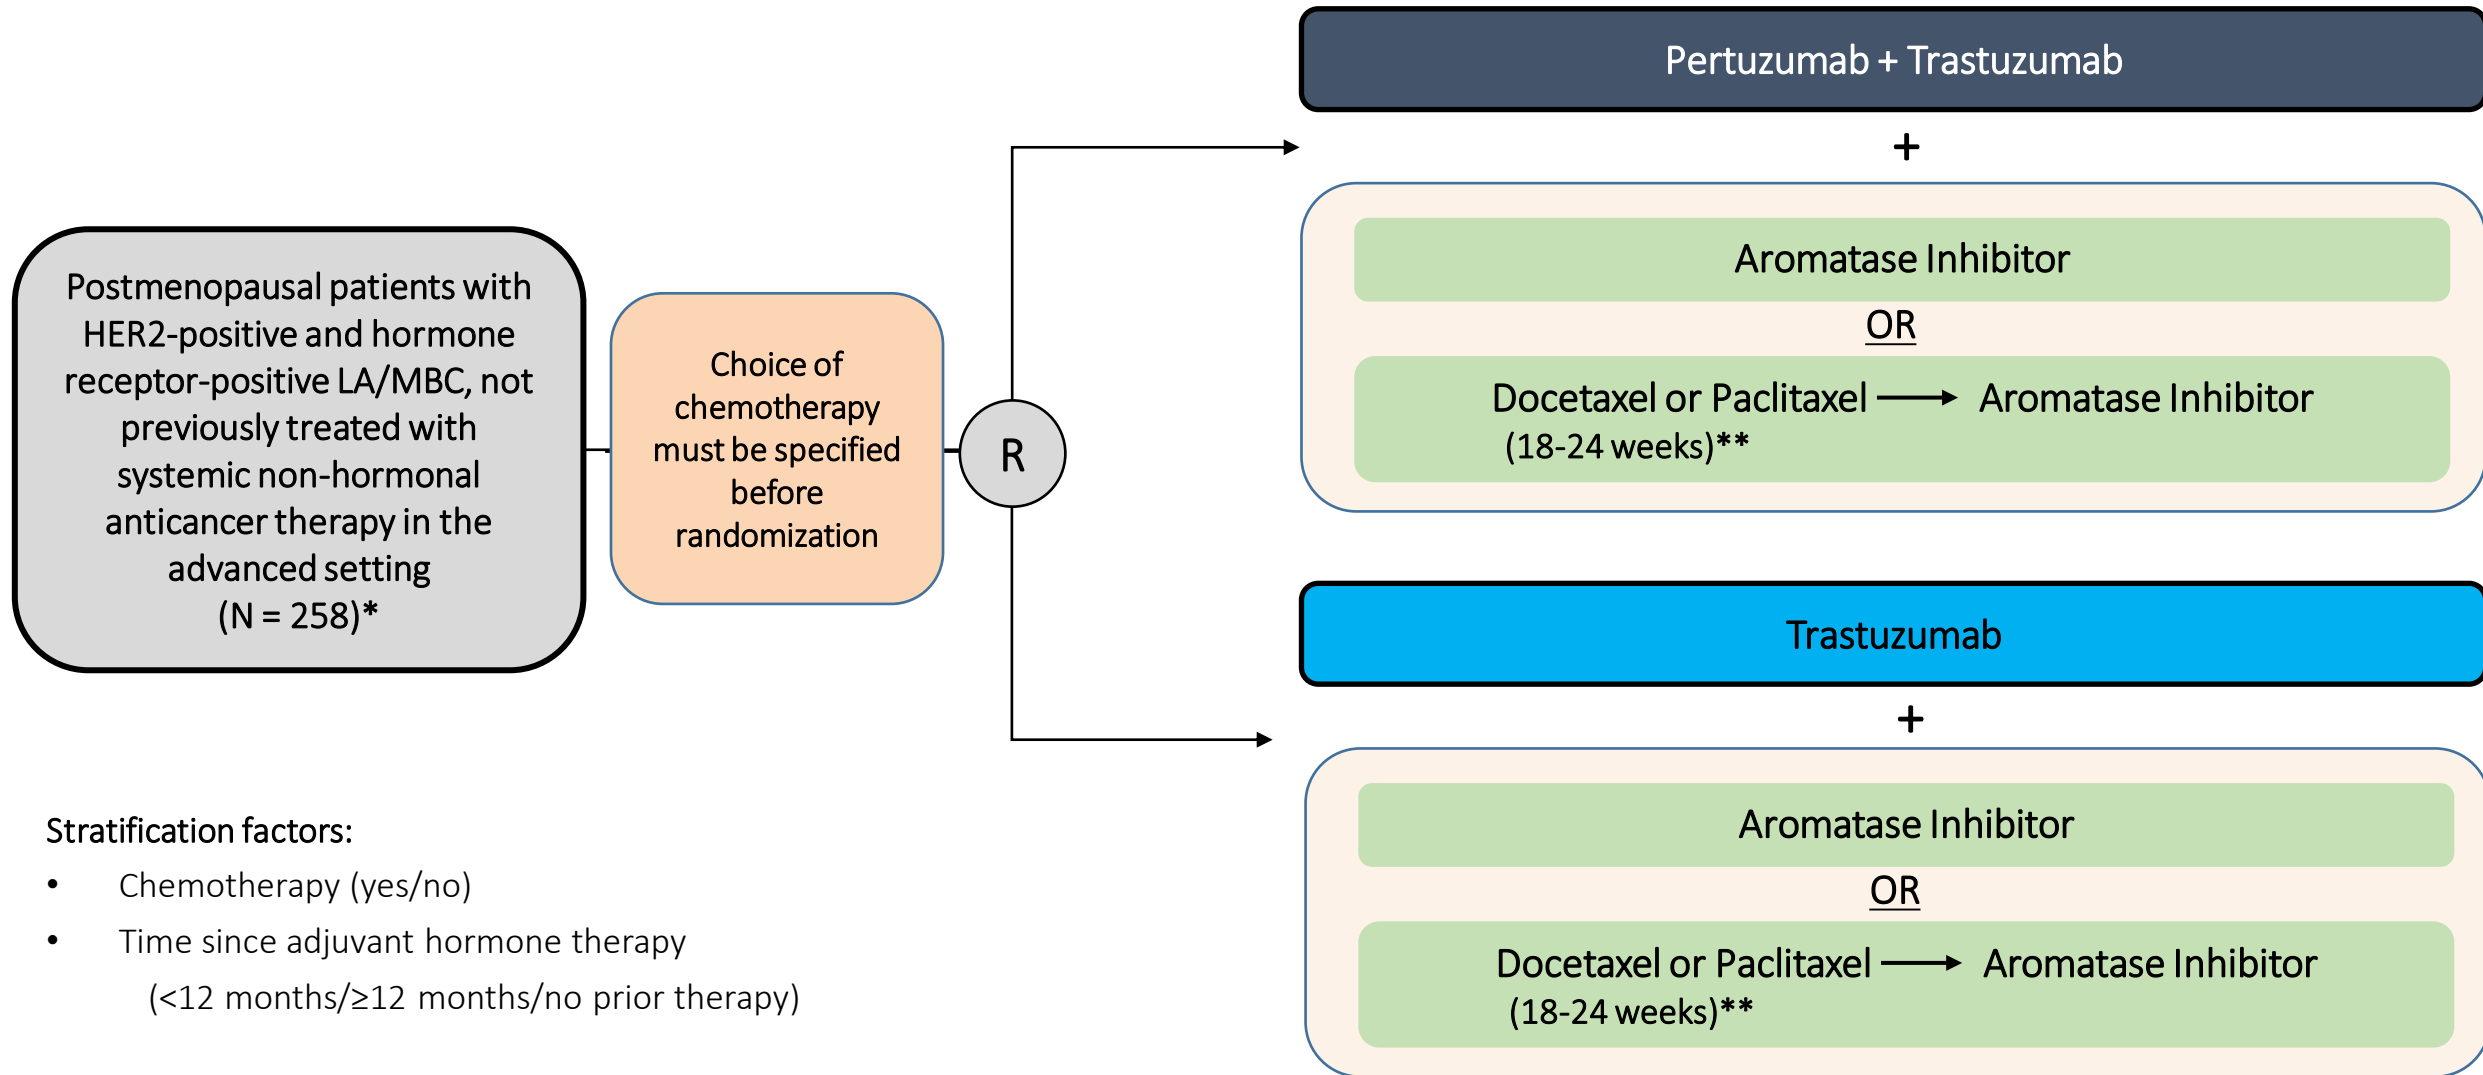 Postmenopausal patients with
HER2-positive and hormone
receptor-positive LA/MBC, not
previously treated with
systemic non-hormonal
anticancer therapy in the
advanced setting
(N = 258)*
Choice of
chemotherapy
must be specified
before
randomization
R
Pertuzumab + Trastuzumab
+
Aromatase Inhibitor
OR
Docetaxel or Paclitaxel → Aromatase Inhibitor
(18-24 weeks)**
Trastuzumab
+
Aromatase Inhibitor
OR
Docetaxel or Paclitaxel → Aromatase Inhibitor
(18-24 weeks)**
Stratification factors:
• Chemotherapy (yes/no)
• Time since adjuvant hormone therapy
(<12 months/≥12 months/no prior therapy)